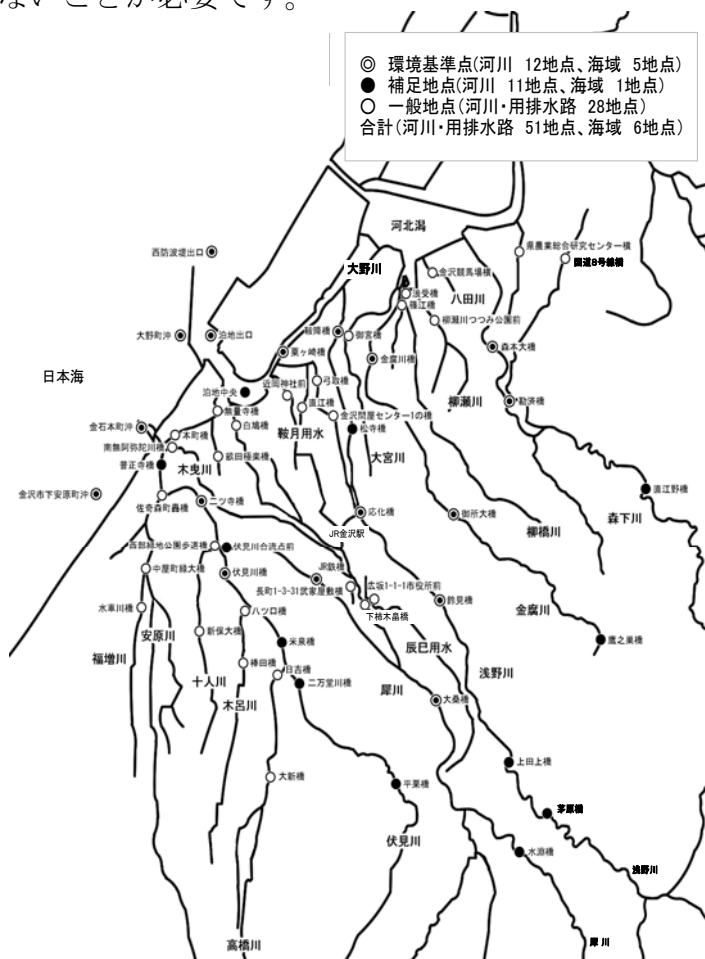 ないことが必要です。
◎ 環境基準点(河川 12地点、海域 5地点)
● 補足地点(河川 11地点、海域 1地点)
○ 一般地点(河川・用排水路 28地点)
合計(河川・用排水路 51地点、海域 6地点)
河北潟
西防波堤出口
県農業総合研究センター横
国道8号線橋
大野川
金沢競馬場横
八田川
浪受橋
篠江橋
柳瀬川つつみ公園前
大野町沖
泊地出口
鞍降橋
御宮橋
粟ヶ崎橋
金腐川橋
森本大橋
日本海
泊地中央
近岡神社前
弓取橋
柳瀬川
勘済橋
無量寺橋
直江橋
金沢問屋センター1の橋
金石本町沖
本町橋
白鳩橋
鞍月用水
松寺橋
南無阿弥陀川橋
大宮川
普正寺橋
木曳川
畝田極楽橋
金沢市下安原町沖
佐奇森町轟橋
二ツ寺橋
応化橋
御所大橋
直江野橋
柳橋川
森下川
JR金沢駅
西部緑地公園歩道橋
伏見川合流点前
中屋町緑大橋
伏見川橋
JR鉄橋
広坂1-1-1市役所前
長町1-3-31武家屋敷横
鈴見橋
水車川橋
八ツ口橋
下柿木畠橋
金腐川
安原川
新保大橋
米泉橋
辰巳用水
鷹之巣橋
福増川
椿田橋
日吉橋
浅野川
十人川
二万堂川橋
犀川
大桑橋
木呂川
上田上橋
大新橋
平栗橋
茅原橋
伏見川
水淵橋
浅野川
高橋川
犀川